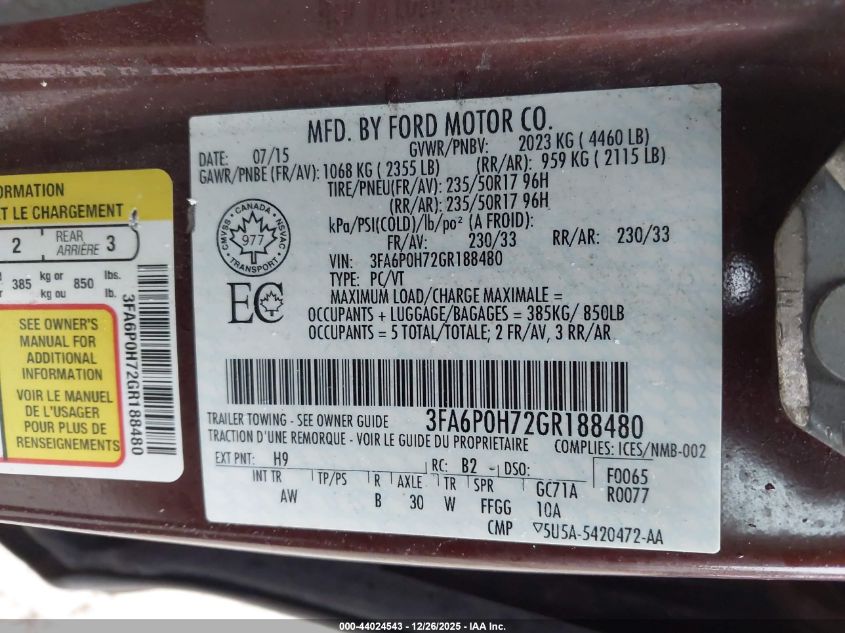 FORMATION
ET LE CHARGEMENT
2 REAR ARRIÈRE 3
385 kg or kg ou 850 lbs. lb.
SEE OWNER'S
MANUAL FOR
ADDITIONAL
INFORMATION
VOIR LE MANUEL
DE L'USAGER
POUR PLUS DE
RENSEIGNEMENTS
3FA6P0H72GR188480
MFD. BY FORD MOTOR CO.
DATE: 07/15 GVWR/PNBV: 2023 KG ( 4460 LB)
GAWR/PNBE (FR/AV): 1068 KG ( 2355 LB) (RR/AR): 959 KG ( 2115 LB)
TIRE/PNEU(FR/AV): 235/50R17 96H
(RR/AR): 235/50R17 96H
kPa/PSI(COLD)/lb/po² (A FROID):
FR/AV: 230/33 RR/AR: 230/33
VIN: 3FA6P0H72GR188480
TYPE: PC/VT
MAXIMUM LOAD/CHARGE MAXIMALE =
OCCUPANTS + LUGGAGE/BAGAGES = 385KG/ 850LB
OCCUPANTS = 5 TOTAL/TOTALE; 2 FR/AV, 3 RR/AR
CANADA
CMVSS 977 NSVAC
TRANSPORT
EC
TRAILER TOWING - SEE OWNER GUIDE 3FA6P0H72GR188480
TRACTION D'UNE REMORQUE - VOIR LE GUIDE DU PROPRIETAIRE COMPLIES: ICES/NMB-002
EXT PNT: H9 RC: B2 DSO: F0065
INT TR TP/PS R AXLE TR SPR GC71A R0077
AW B 30 W FFGG 10A
CMP ▽5U5A-5420472-AA
000-44024543 - 12/26/2025 - IAA Inc.